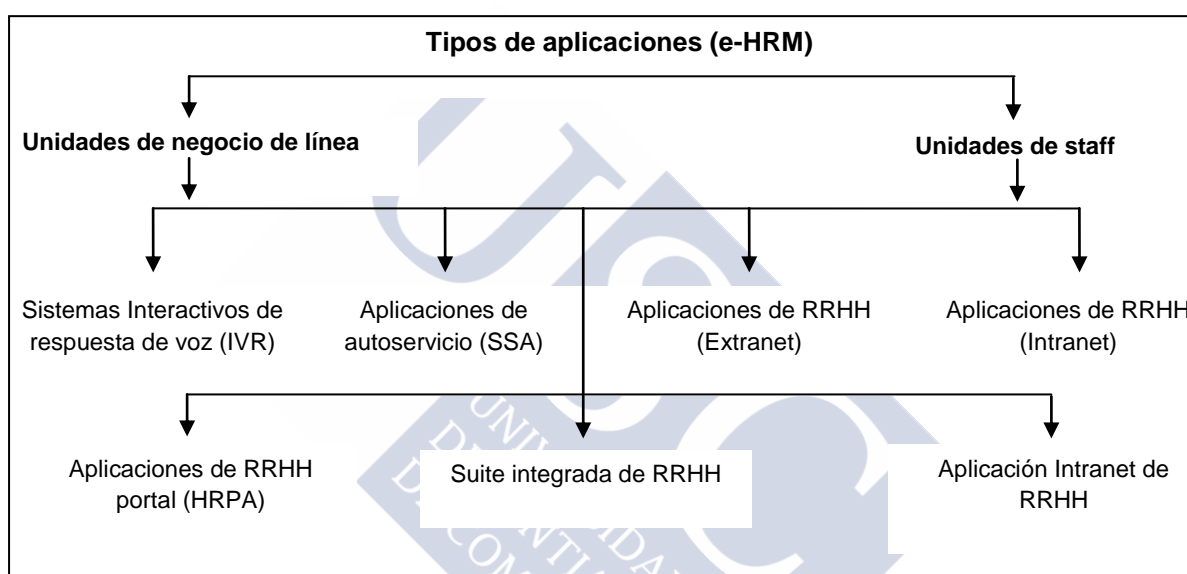 Tipos de aplicaciones (e-HRM)
Unidades de negocio de línea
Unidades de staff
Sistemas Interactivos de
respuesta de voz (IVR)
Aplicaciones de
autoservicio (SSA)
Aplicaciones de RRHH
(Extranet)
Aplicaciones de RRHH
(Intranet)
Aplicaciones de RRHH
portal (HRPA)
Suite integrada de RRHH
Aplicación Intranet de
RRHH
USC